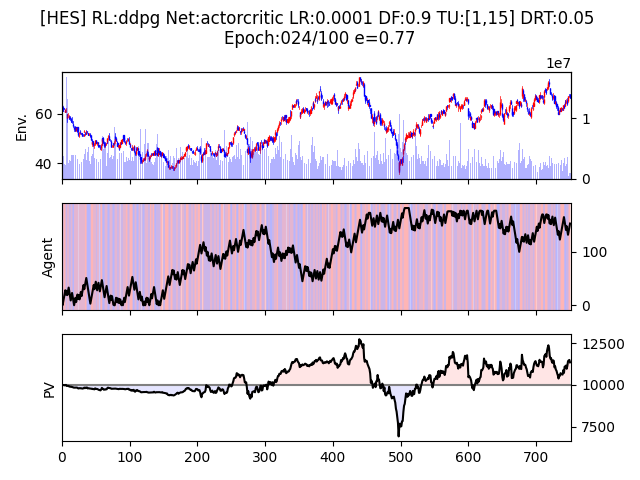 [HES] RL:ddpg Net:actorcritic LR:0.0001 DF:0.9 TU:[1,15] DRT:0.05
Epoch:024/100 e=0.77
1e7
Env.
60
40
1
0
Agent
100
0
PV
12500
10000
7500
0 100 200 300 400 500 600 700